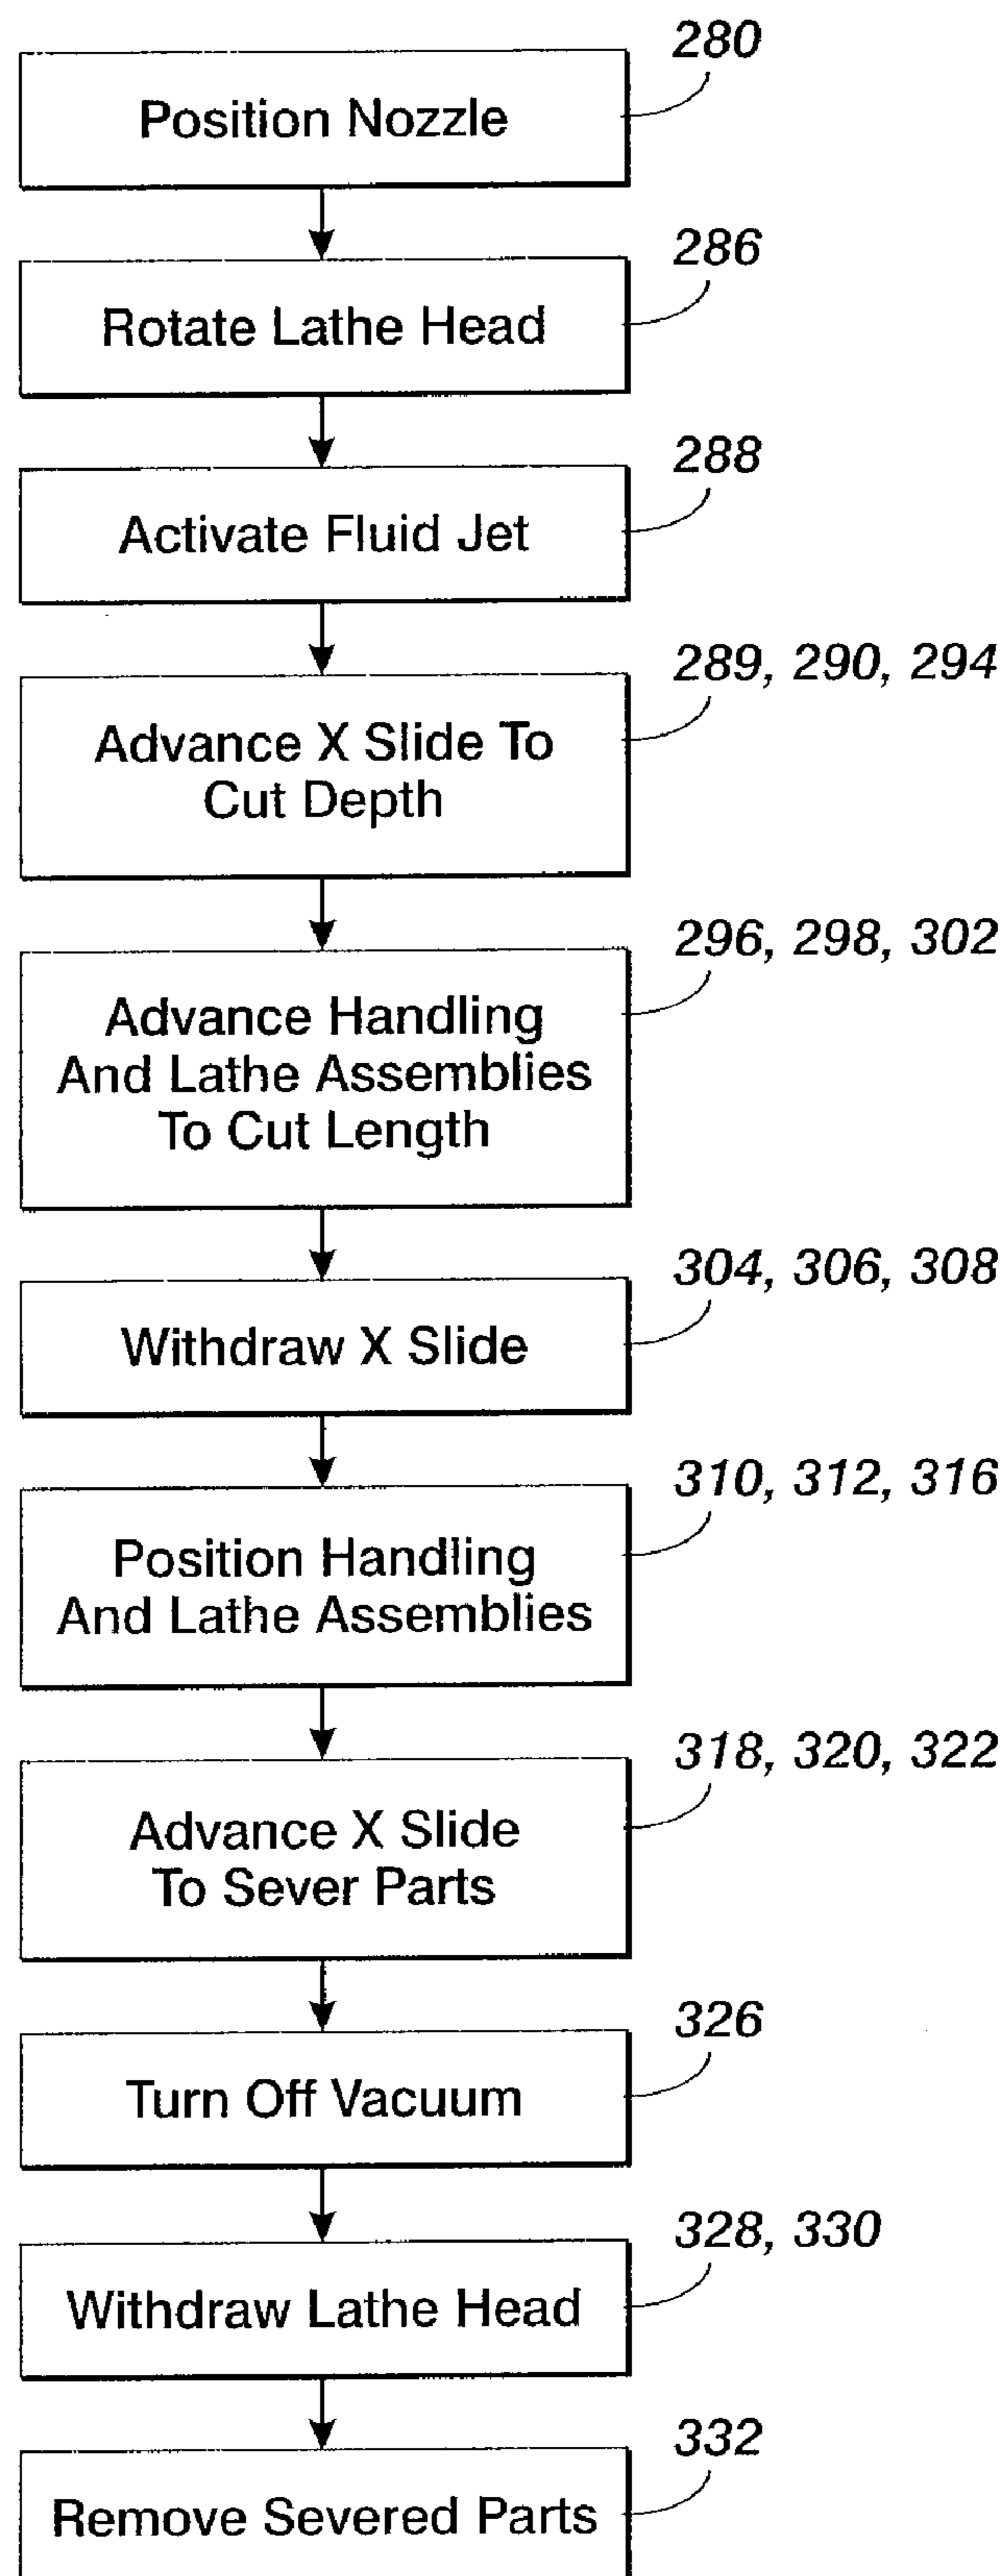 280
Position Nozzle
286
Rotate Lathe Head
288
Activate Fluid Jet
289, 290, 294
Advance X Slide To
Cut Depth
296, 298, 302
Advance Handling
And Lathe Assemblies
To Cut Length
304, 306, 308
Withdraw X Slide
310, 312, 316
Position Handling
And Lathe Assemblies
318, 320, 322
Advance X Slide
To Sever Parts
326
Turn Off Vacuum
328, 330
Withdraw Lathe Head
332
Remove Severed Parts